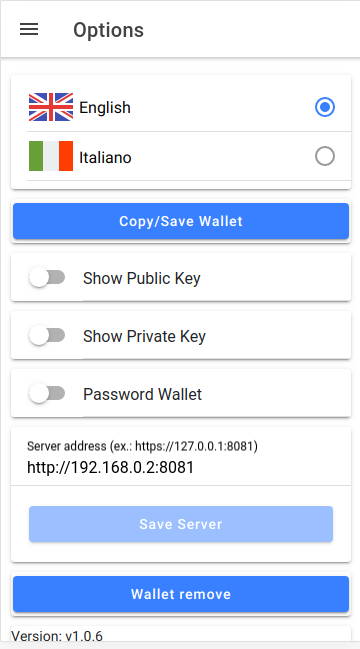 Options
English
Italiano
Copy/Save Wallet
Show Public Key
Show Private Key
Password Wallet
Server address (ex.: https://127.0.0.1:8081)
http://192.168.0.2:8081
Save Server
Wallet remove
Version: v1.0.6